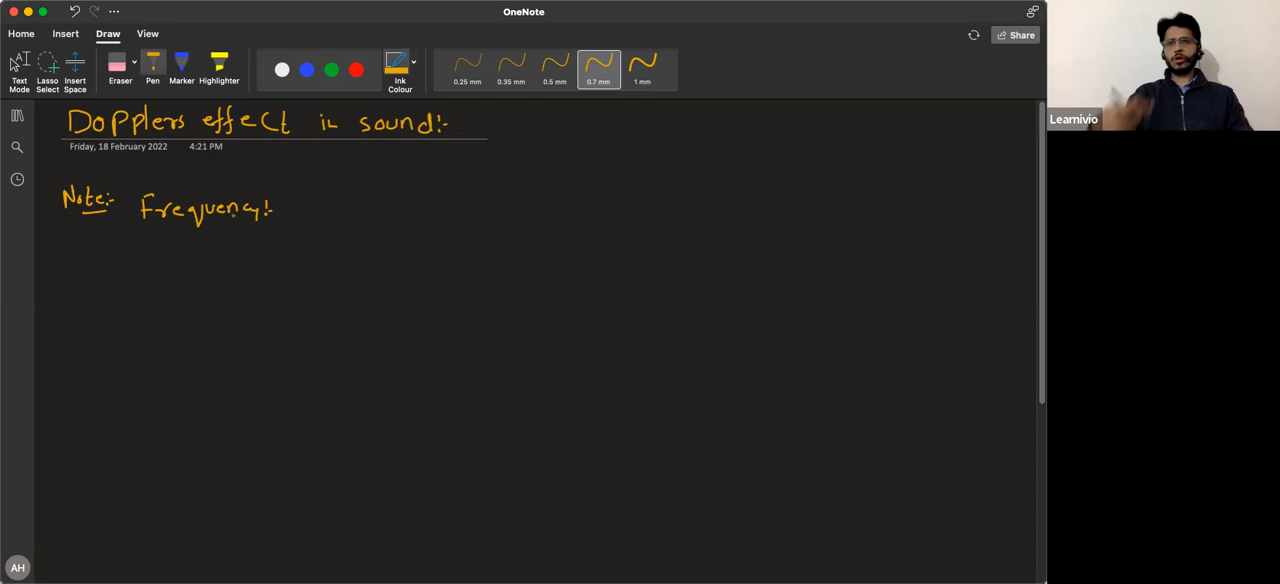 OneNote
Home Insert Draw View
Share
Text Mode
Lasso Select
Insert Space
Eraser
Pen
Marker
Highlighter
Ink Colour
0.25 mm
0.35 mm
0.5 mm
0.7 mm
1 mm
Dopplers effect in sound:-
Friday, 18 February 2022 4:21 PM
Note:- Frequency:-
Learnivio
AH